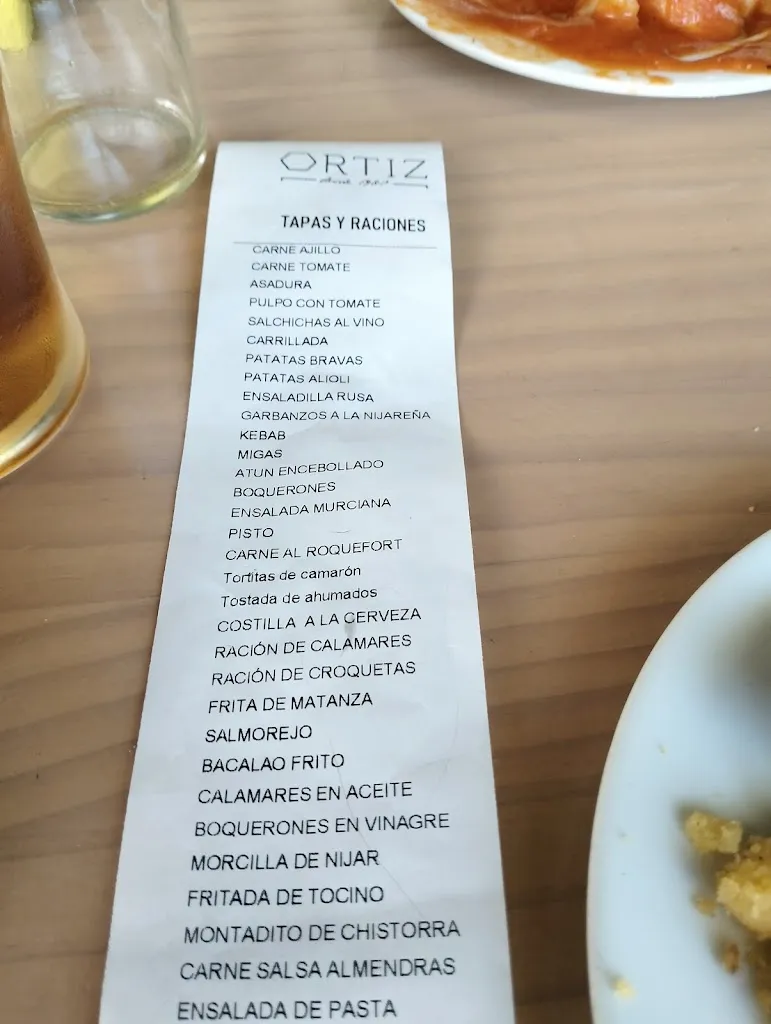 ORTIZ
TAPAS Y RACIONES
CARNE AJILLO
CARNE TOMATE
ASADURA
PULPO CON TOMATE
SALCHICHAS AL VINO
CARRILLADA
PATATAS BRAVAS
PATATAS ALIOLI
ENSALADILLA RUSA
GARBANZOS A LA NIJAREÑA
KEBAB
MIGAS
ATUN ENCEBOLLADO
BOQUERONES
ENSALADA MURCIANA
PISTO
CARNE AL ROQUEFORT
Tortitas de camarón
Tostada de ahumados
COSTILLA A LA CERVEZA
RACIÓN DE CALAMARES
RACIÓN DE CROQUETAS
FRITA DE MATANZA
SALMOREJO
BACALAO FRITO
CALAMARES EN ACEITE
BOQUERONES EN VINAGRE
MORCILLA DE NIJAR
FRITADA DE TOCINO
MONTADITO DE CHISTORRA
CARNE SALSA ALMENDRAS
ENSALADA DE PASTA